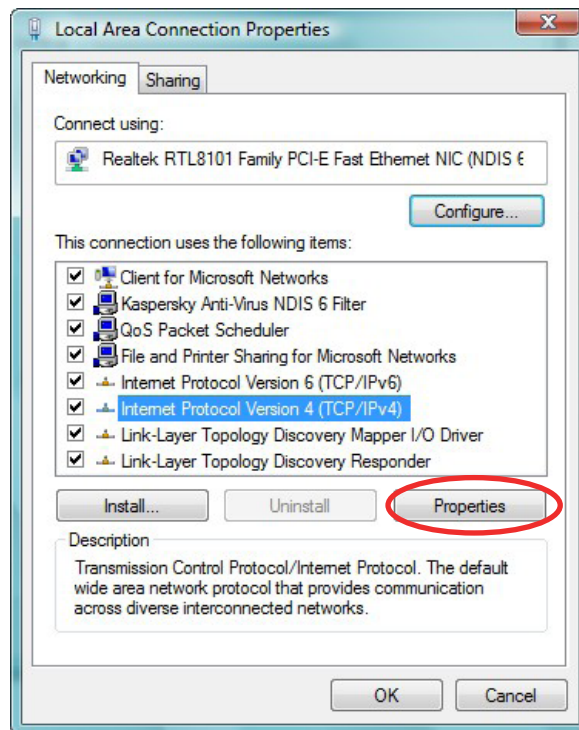 Local Area Connection Properties
Networking
Sharing
Connect using:
Realtek RTL8101 Family PCI-E Fast Ethernet NIC (NDIS 6
Configure...
This connection uses the following items:
Client for Microsoft Networks
Kaspersky Anti-Virus NDIS 6 Filter
QoS Packet Scheduler
File and Printer Sharing for Microsoft Networks
Internet Protocol Version 6 (TCP/IPv6)
Internet Protocol Version 4 (TCP/IPv4)
Link-Layer Topology Discovery Mapper I/O Driver
Link-Layer Topology Discovery Responder
Install...
Uninstall
Properties
Description
Transmission Control Protocol/Internet Protocol. The default
wide area network protocol that provides communication
across diverse interconnected networks.
OK
Cancel